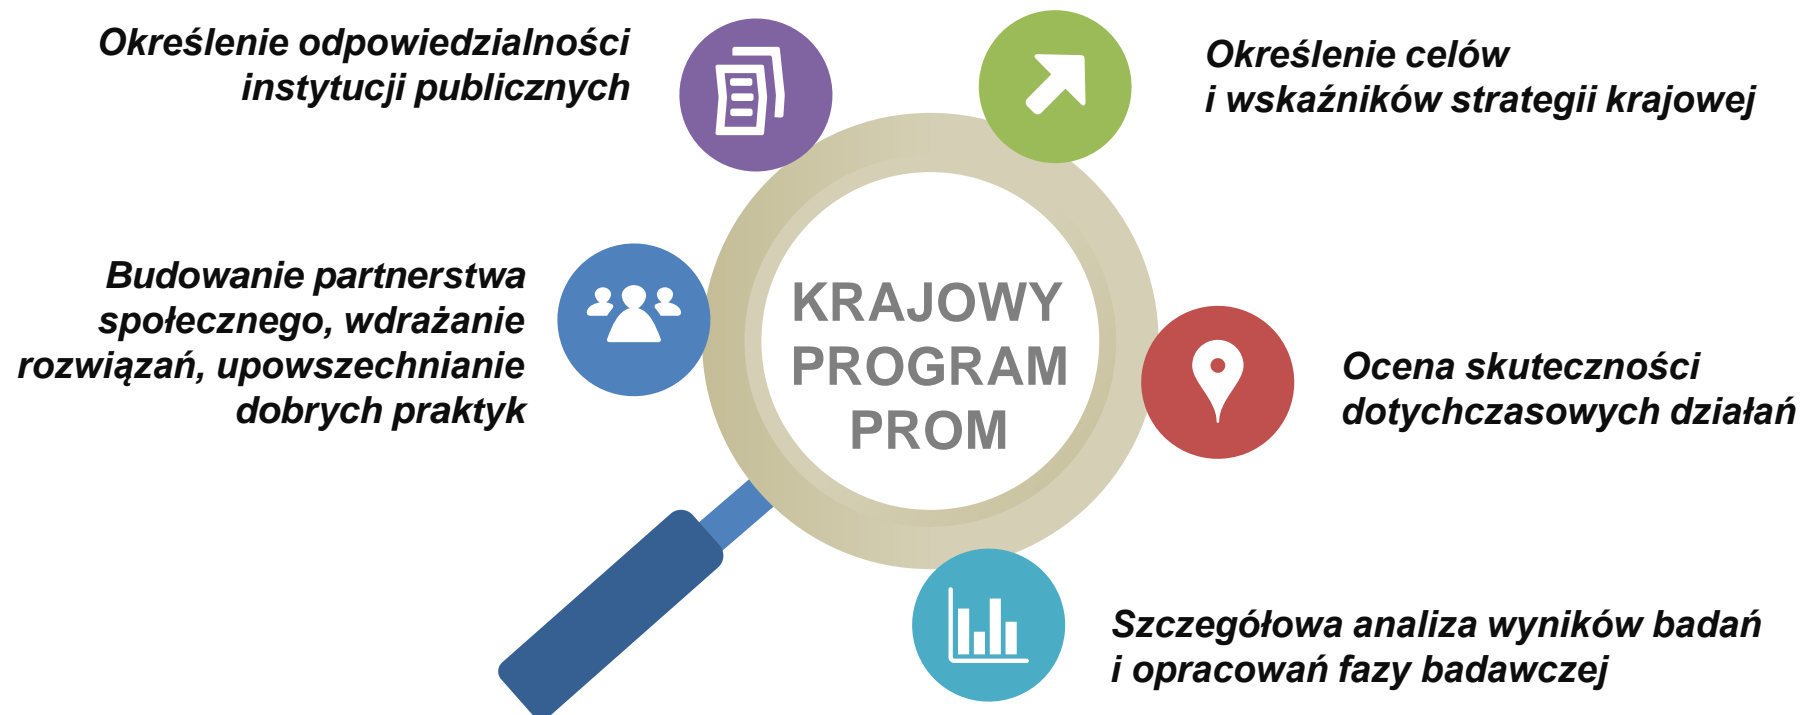 Określenie odpowiedzialności
instytucji publicznych
Określenie celów
i wskaźników strategii krajowej
Budowanie partnerstwa
społecznego, wdrażanie
rozwiązań, upowszechnianie
dobrych praktyk
KRAJOWY
PROGRAM
PROM
Ocena skuteczności
dotychczasowych działań
Szczegółowa analiza wyników badań
i opracowań fazy badawczej